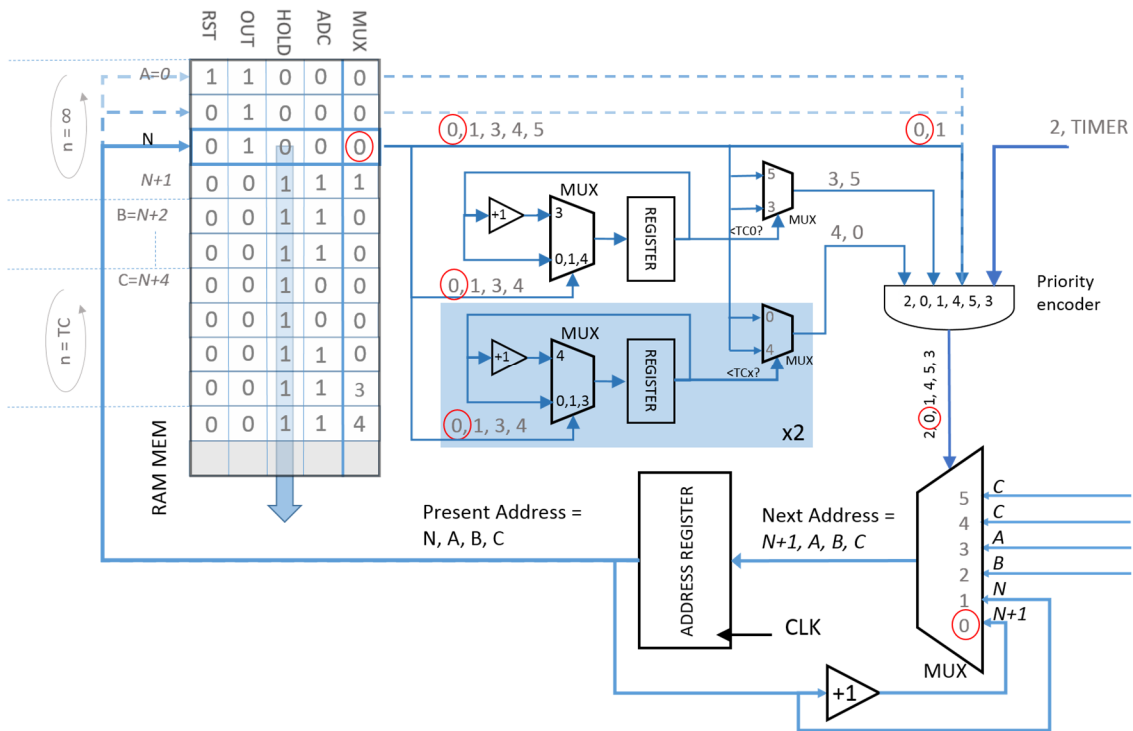 RST OUT HOLD ADC MUX
A=0 1 1 0 0 0
0 1 0 0 0
N 0 1 0 0 0
N+1 0 0 1 1 1
B=N+2 0 0 1 1 0
0 0 1 1 0
C=N+4 0 0 1 0 0
0 0 1 0 0
0 0 1 1 0
0 0 1 1 3
0 0 1 1 4
n = ∞
n = TC
RAM MEM
0, 1, 3, 4, 5
0, 1
2, TIMER
MUX
+1
3
0,1,4
REGISTER
<TC0?
5
3
MUX
3, 5
0, 1, 3, 4
4, 0
MUX
+1
4
0,1,3
REGISTER
<TCx?
0
4
MUX
0, 1, 3, 4
x2
2, 0, 1, 4, 5, 3
Priority
encoder
2, 0, 1, 4, 5, 3
Present Address =
N, A, B, C
ADDRESS REGISTER
CLK
Next Address =
N+1, A, B, C
5 C
4 C
3 A
2 B
1 N
0 N+1
MUX
+1